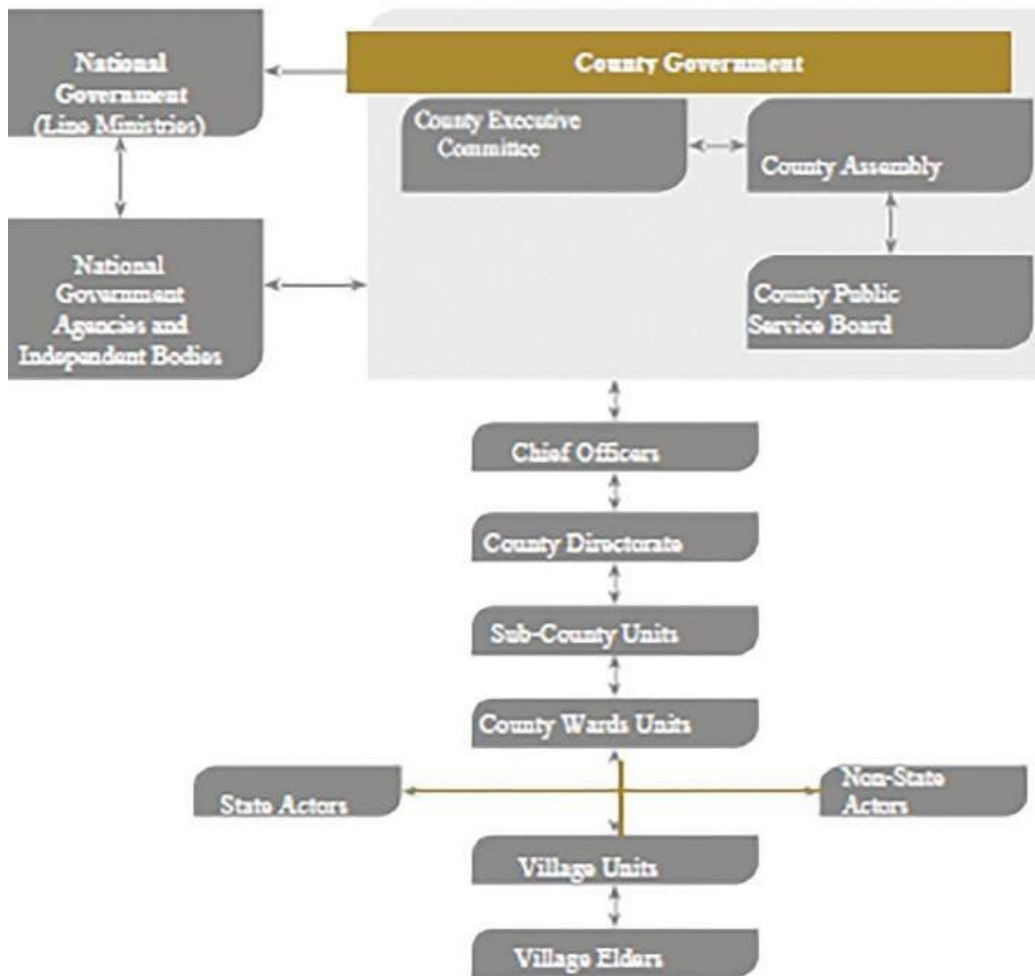 National
Government
(Line Ministries)
County Government
County Executive
Committee
County Assembly
National
Government
Agencies and
Independent Bodies
County Public
Service Board
Chief Officers
County Directorate
Sub-County Units
County Wards Units
State Actors
Non-State
Actors
Village Units
Village Elders